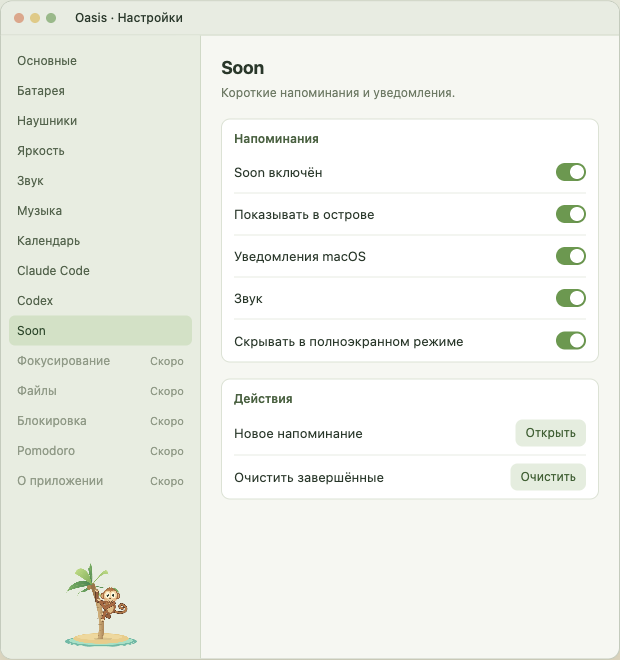 Oasis · Настройки
Основные
Батарея
Наушники
Яркость
Звук
Музыка
Календарь
Claude Code
Codex
Soon
Фокусирование Скоро
Файлы Скоро
Блокировка Скоро
Pomodoro Скоро
О приложении Скоро
Soon
Короткие напоминания и уведомления.
Напоминания
Soon включён
Показывать в острове
Уведомления macOS
Звук
Скрывать в полноэкранном режиме
Действия
Новое напоминание Открыть
Очистить завершённые Очистить